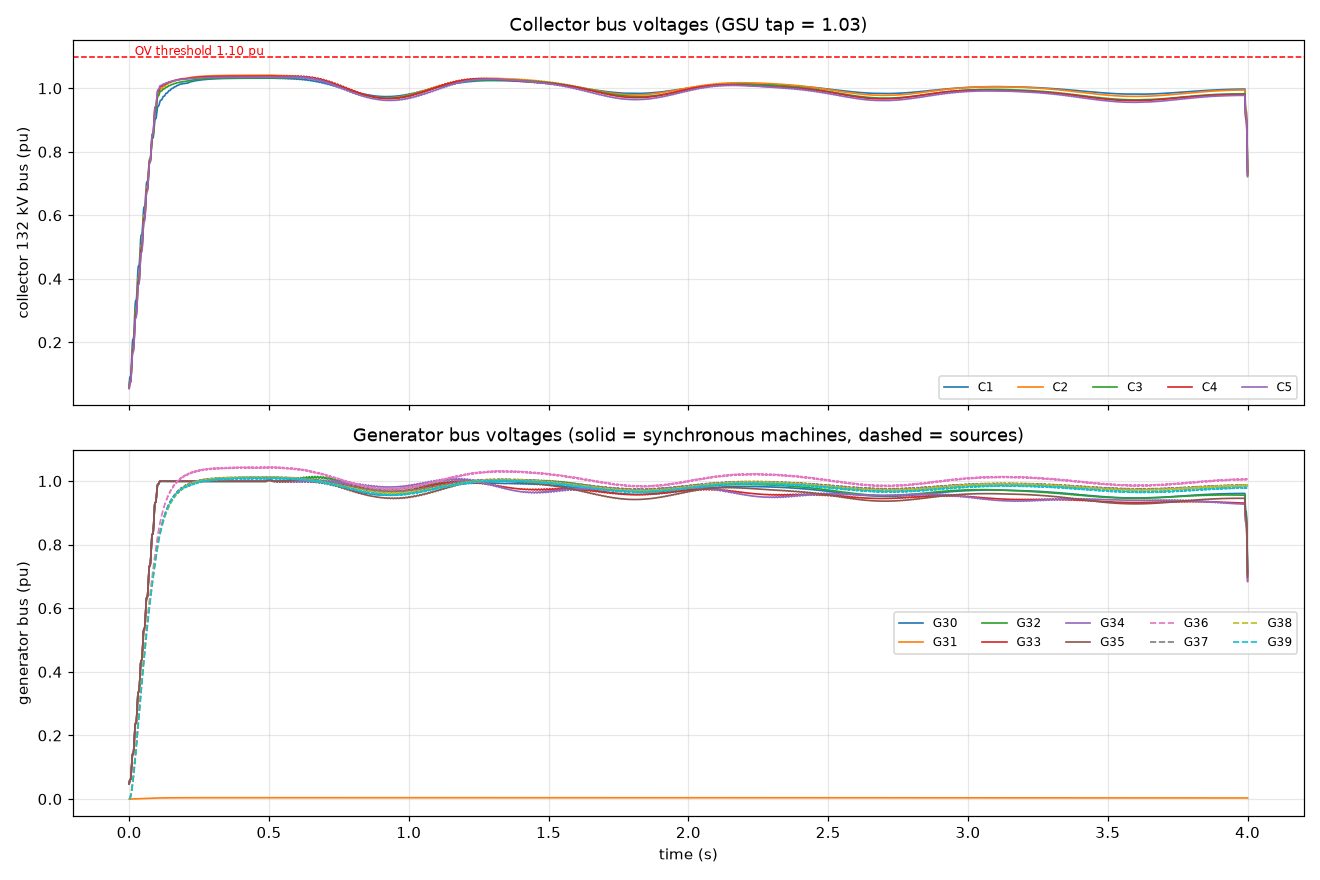 Collector bus voltages (GSU tap = 1.03)
OV threshold 1.10 pu
collector 132 kV bus (pu)
1.0
0.8
0.6
0.4
0.2
C1 C2 C3 C4 C5
Generator bus voltages (solid = synchronous machines, dashed = sources)
generator bus (pu)
1.0
0.8
0.6
0.4
0.2
0.0
G30 G32 G34 G36 G38
G31 G33 G35 G37 G39
0.0 0.5 1.0 1.5 2.0 2.5 3.0 3.5 4.0
time (s)